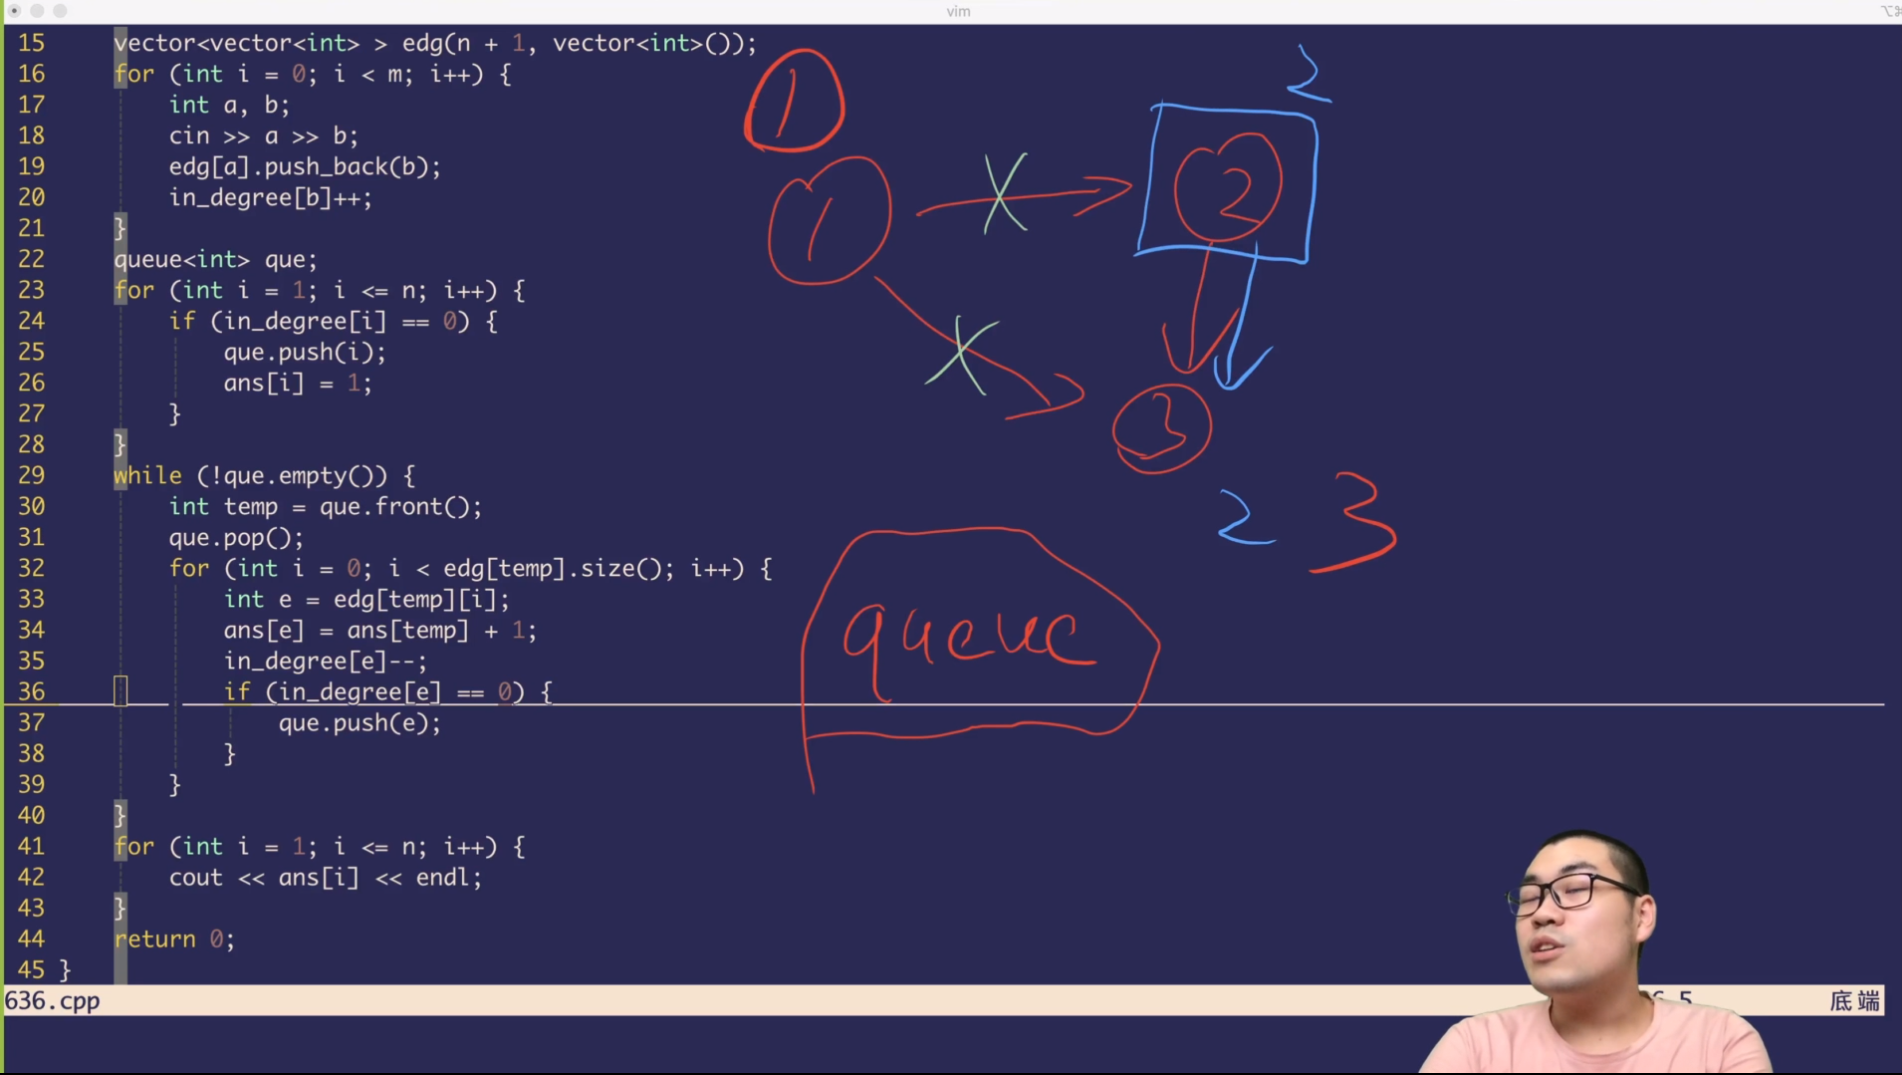 vim
15 vector<vector<int> > edg(n + 1, vector<int>());
16 for (int i = 0; i < m; i++) {
17 int a, b;
18 cin >> a >> b;
19 edg[a].push_back(b);
20 in_degree[b]++;
21 }
22 queue<int> que;
23 for (int i = 1; i <= n; i++) {
24 if (in_degree[i] == 0) {
25 que.push(i);
26 ans[i] = 1;
27 }
28 }
29 while (!que.empty()) {
30 int temp = que.front();
31 que.pop();
32 for (int i = 0; i < edg[temp].size(); i++) {
33 int e = edg[temp][i];
34 ans[e] = ans[temp] + 1;
35 in_degree[e]--;
36 if (in_degree[e] == 0) {
37 que.push(e);
38 }
39 }
40 }
41 for (int i = 1; i <= n; i++) {
42 cout << ans[i] << endl;
43 }
44 return 0;
45 }
636.cpp
底端
1
2
1
2
3
2 3
queue